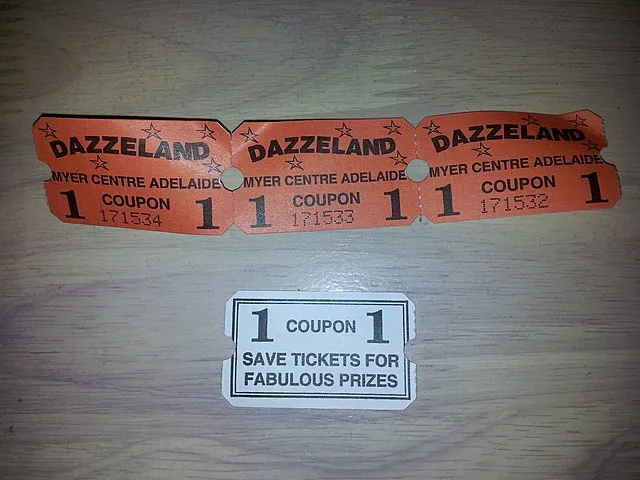 DAZZELAND
MYER CENTRE ADELAIDE
1 COUPON 1
171534
DAZZELAND
MYER CENTRE ADELAIDE
1 COUPON 1
171533
DAZZELAND
MYER CENTRE ADELAIDE
1 COUPON 1
171532
1 COUPON 1
SAVE TICKETS FOR
FABULOUS PRIZES